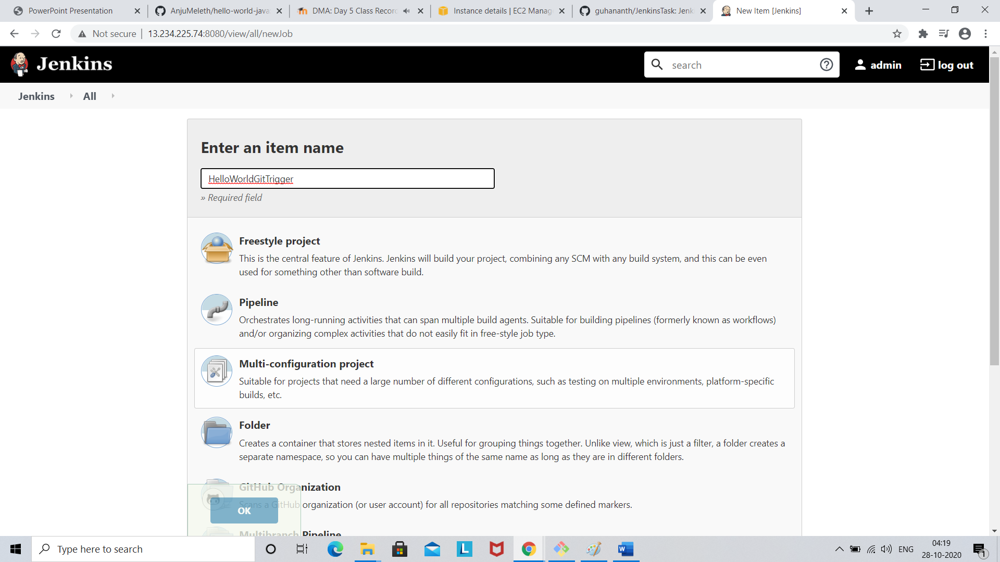 PowerPoint Presentation
AnjuMeleth/hello-world-java
DMA: Day 5 Class Record
Instance details | EC2 Manag
guhananth/JenkinsTask: Jenk
New Item [Jenkins]
Not secure | 13.234.225.74:8080/view/all/newJob
Jenkins
search
admin
log out
Jenkins
All
Enter an item name
HelloWorldGitTrigger
» Required field
Freestyle project
This is the central feature of Jenkins. Jenkins will build your project, combining any SCM with any build system, and this can be even
used for something other than software build.
Pipeline
Orchestrates long-running activities that can span multiple build agents. Suitable for building pipelines (formerly known as workflows)
and/or organizing complex activities that do not easily fit in free-style job type.
Multi-configuration project
Suitable for projects that need a large number of different configurations, such as testing on multiple environments, platform-specific
builds, etc.
Folder
Creates a container that stores nested items in it. Useful for grouping things together. Unlike view, which is just a filter, a folder creates a
separate namespace, so you can have multiple things of the same name as long as they are in different folders.
GitHub Organization
Scans a GitHub organization (or user account) for all repositories matching some defined markers.
OK
Multibranch Pipeline
Type here to search
L
W
ENG
04:19
28-10-2020
1